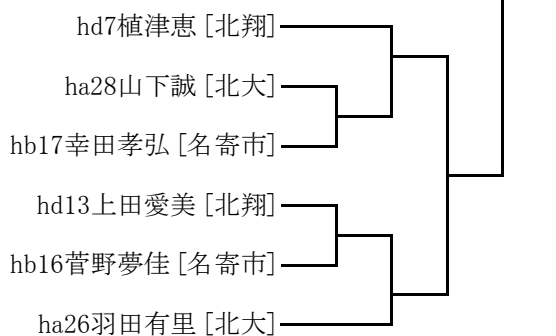 hd7植津恵 [北翔]
ha28山下誠 [北大]
hb17幸田孝弘 [名寄市]
hd13上田愛美 [北翔]
hb16菅野夢佳 [名寄市]
ha26羽田有里 [北大]